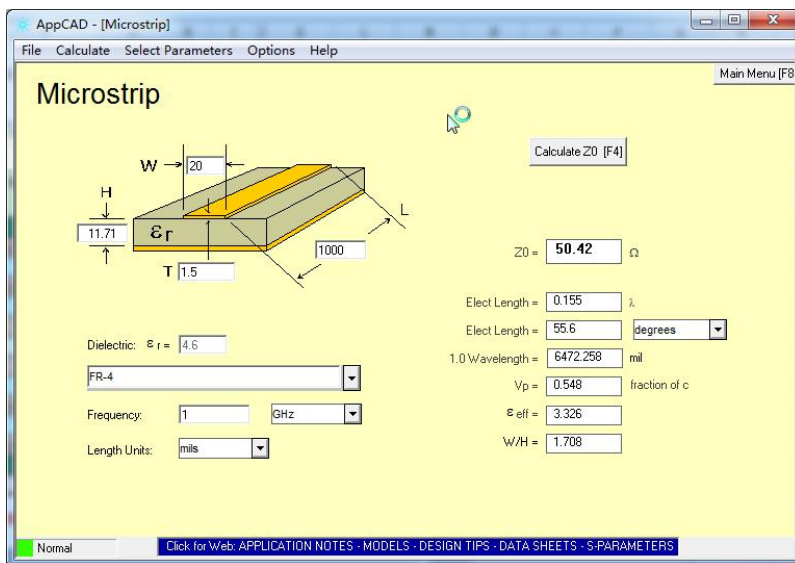 AppCAD - [Microstrip]
File Calculate Select Parameters Options Help
Main Menu [F8
Microstrip
Calculate Z0 [F4]
W 20
H
11.71
εr
L
1000
T 1.5
Z0 = 50.42 Ω
Elect Length = 0.155 λ
Elect Length = 55.6 degrees
1.0 Wavelength = 6472.258 mil
Vp = 0.548 fraction of c
ε eff = 3.326
W/H = 1.708
Dielectric: ε r = 4.6
FR-4
Frequency: 1 GHz
Length Units: mils
Normal
Click for Web: APPLICATION NOTES - MODELS - DESIGN TIPS - DATA SHEETS - S-PARAMETERS